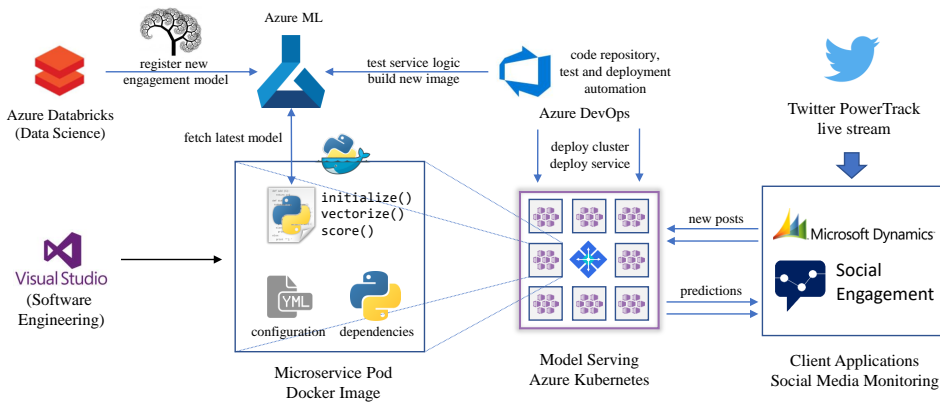 Azure ML
register new
engagement model
test service logic
build new image
code repository,
test and deployment
automation
Azure Databricks
(Data Science)
Azure DevOps
Twitter PowerTrack
live stream
fetch latest model
deploy cluster
deploy service
initialize()
vectorize()
score()
new posts
Microsoft Dynamics
Visual Studio
(Software
Engineering)
Social
Engagement
YML
predictions
configuration
dependencies
Microservice Pod
Docker Image
Model Serving
Azure Kubernetes
Client Applications
Social Media Monitoring